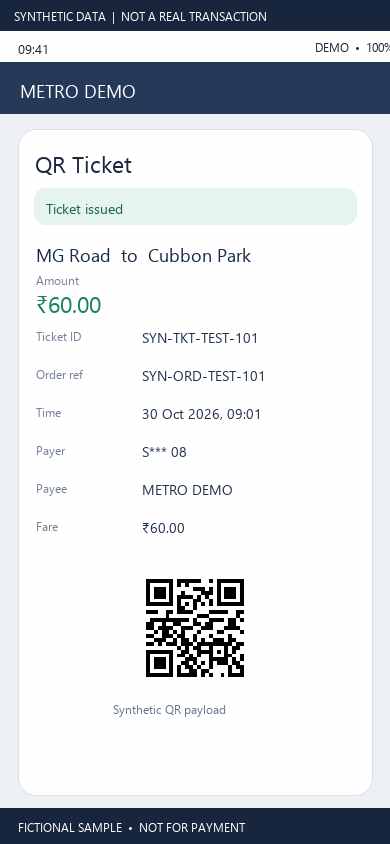 SYNTHETIC DATA | NOT A REAL TRANSACTION
09:41 DEMO • 100%
METRO DEMO
QR Ticket
Ticket issued
MG Road to Cubbon Park
Amount
₹60.00
Ticket ID SYN-TKT-TEST-101
Order ref SYN-ORD-TEST-101
Time 30 Oct 2026, 09:01
Payer S*** 08
Payee METRO DEMO
Fare ₹60.00
Synthetic QR payload
FICTIONAL SAMPLE • NOT FOR PAYMENT